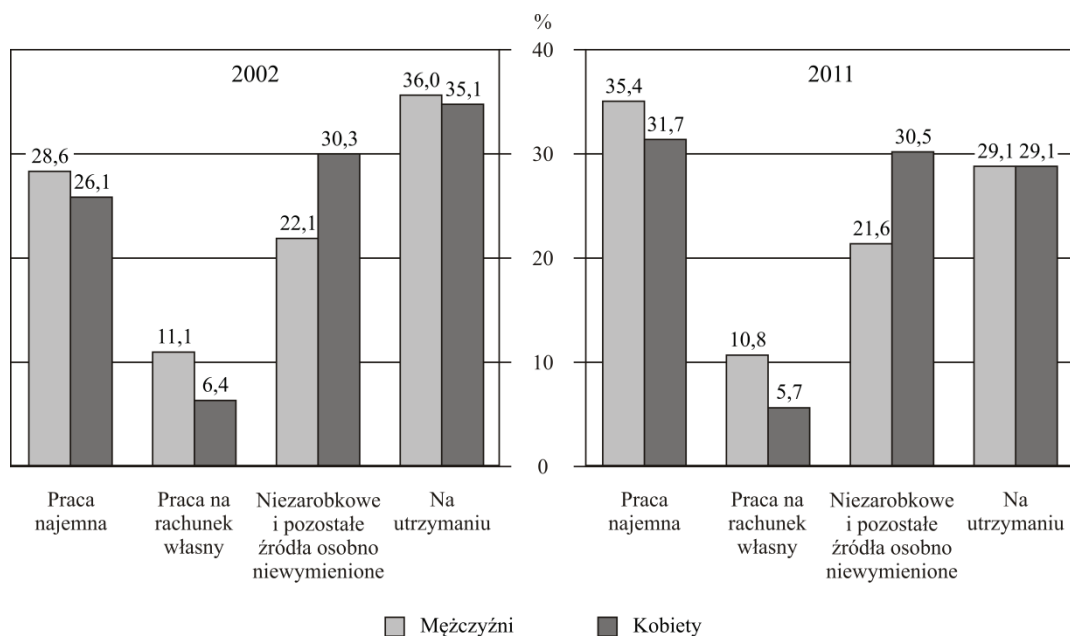 %
40
30
20
10
0
2002
28,6
26,1
11,1
6,4
22,1
30,3
36,0
35,1
Praca
najemna
Praca na
rachunek
własny
Niezarobkowe
i pozostałe
źródła osobno
niewymienione
Na
utrzymaniu
2011
35,4
31,7
10,8
5,7
21,6
30,5
29,1
29,1
Praca
najemna
Praca na
rachunek
własny
Niezarobkowe
i pozostałe
źródła osobno
niewymienione
Na
utrzymaniu
Mężczyźni
Kobiety